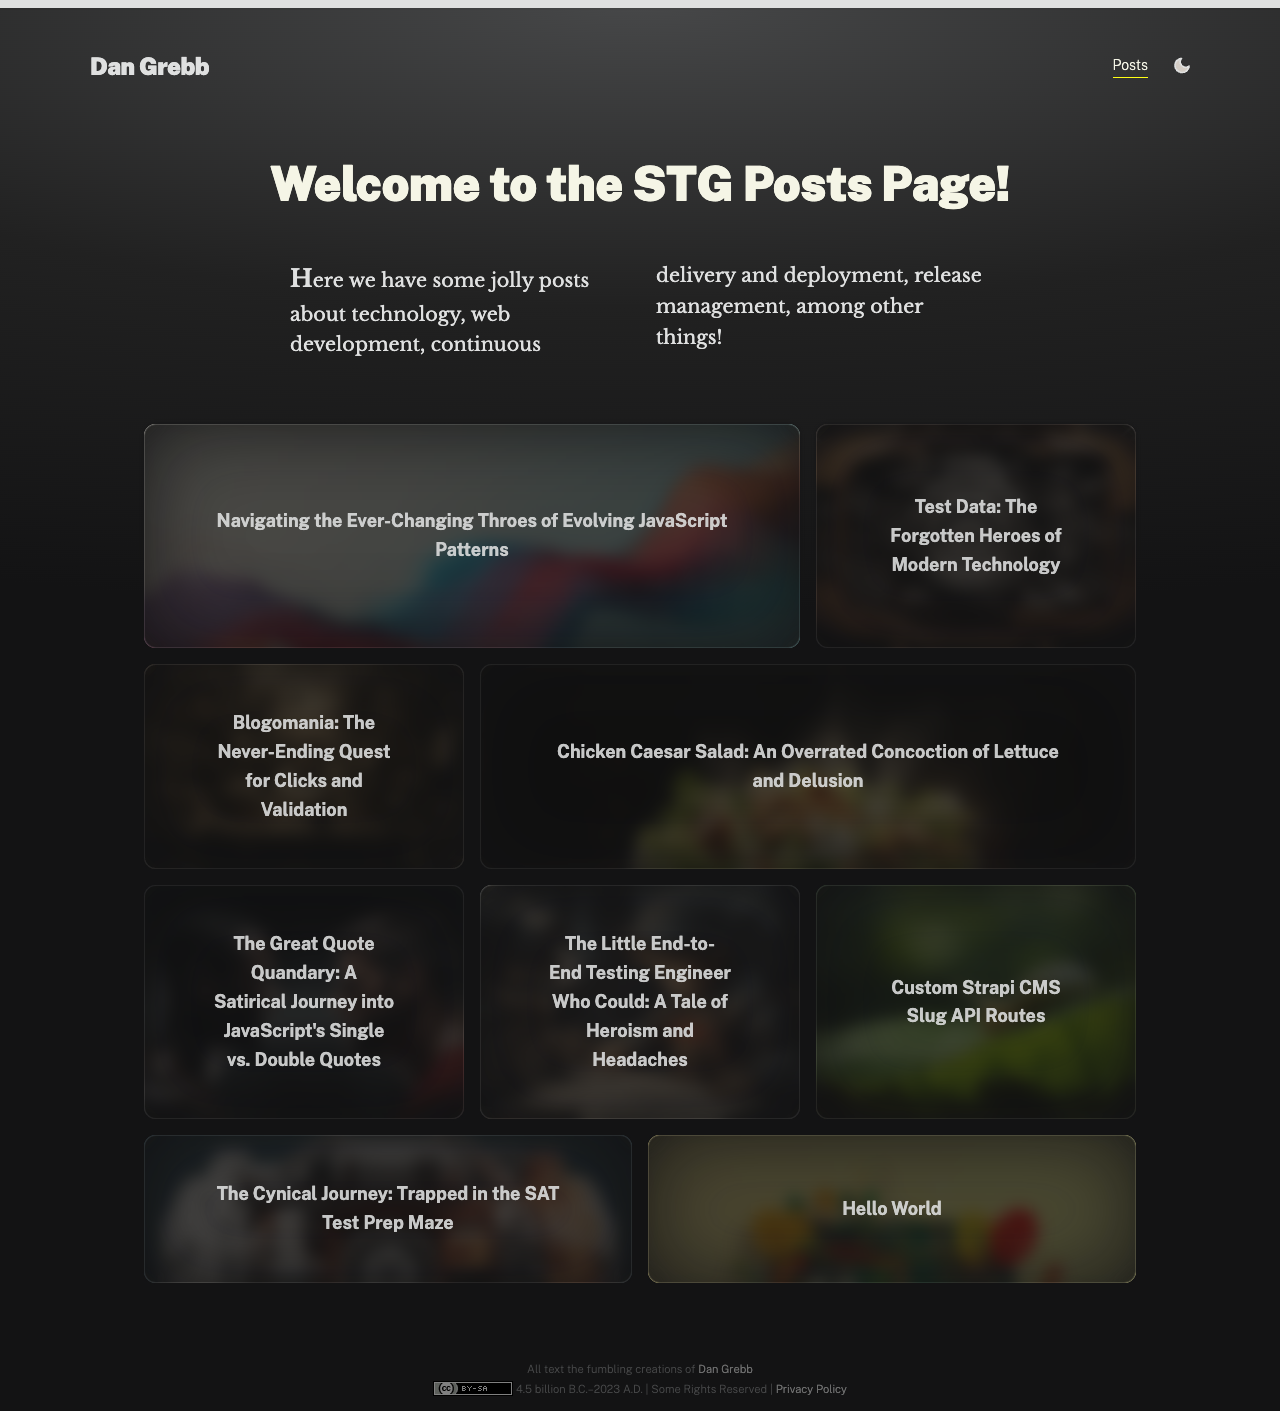 Dan Grebb
Posts
Welcome to the STG Posts Page!
Here we have some jolly posts
about technology, web
development, continuous
delivery and deployment, release
management, among other
things!
Navigating the Ever-Changing Throes of Evolving JavaScript
Patterns
Test Data: The
Forgotten Heroes of
Modern Technology
Blogomania: The
Never-Ending Quest
for Clicks and
Validation
Chicken Caesar Salad: An Overrated Concoction of Lettuce
and Delusion
The Great Quote
Quandary: A
Satirical Journey into
JavaScript's Single
vs. Double Quotes
The Little End-to-
End Testing Engineer
Who Could: A Tale of
Heroism and
Headaches
Custom Strapi CMS
Slug API Routes
The Cynical Journey: Trapped in the SAT
Test Prep Maze
Hello World
All text the fumbling creations of Dan Grebb
cc BY-SA 4.5 billion B.C.–2023 A.D. | Some Rights Reserved | Privacy Policy